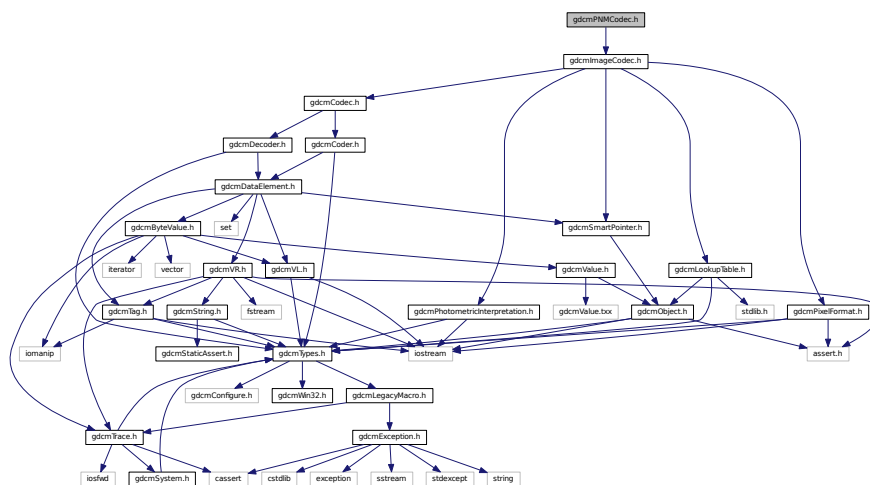 gdcmPNMCodec.h
gdcmImageCodec.h
gdcmCodec.h
gdcmDecoder.h
gdcmCoder.h
gdcmDataElement.h
gdcmByteValue.h
set
gdcmSmartPointer.h
iterator
vector
gdcmVR.h
gdcmVL.h
gdcmValue.h
gdcmLookupTable.h
gdcmTag.h
gdcmString.h
fstream
gdcmPhotometricInterpretation.h
gdcmValue.txx
gdcmObject.h
stdlib.h
gdcmPixelFormat.h
iomanip
gdcmStaticAssert.h
gdcmTypes.h
iostream
assert.h
gdcmConfigure.h
gdcmWin32.h
gdcmLegacyMacro.h
gdcmTrace.h
gdcmException.h
iosfwd
gdcmSystem.h
cassert
cstdlib
exception
sstream
stdexcept
string